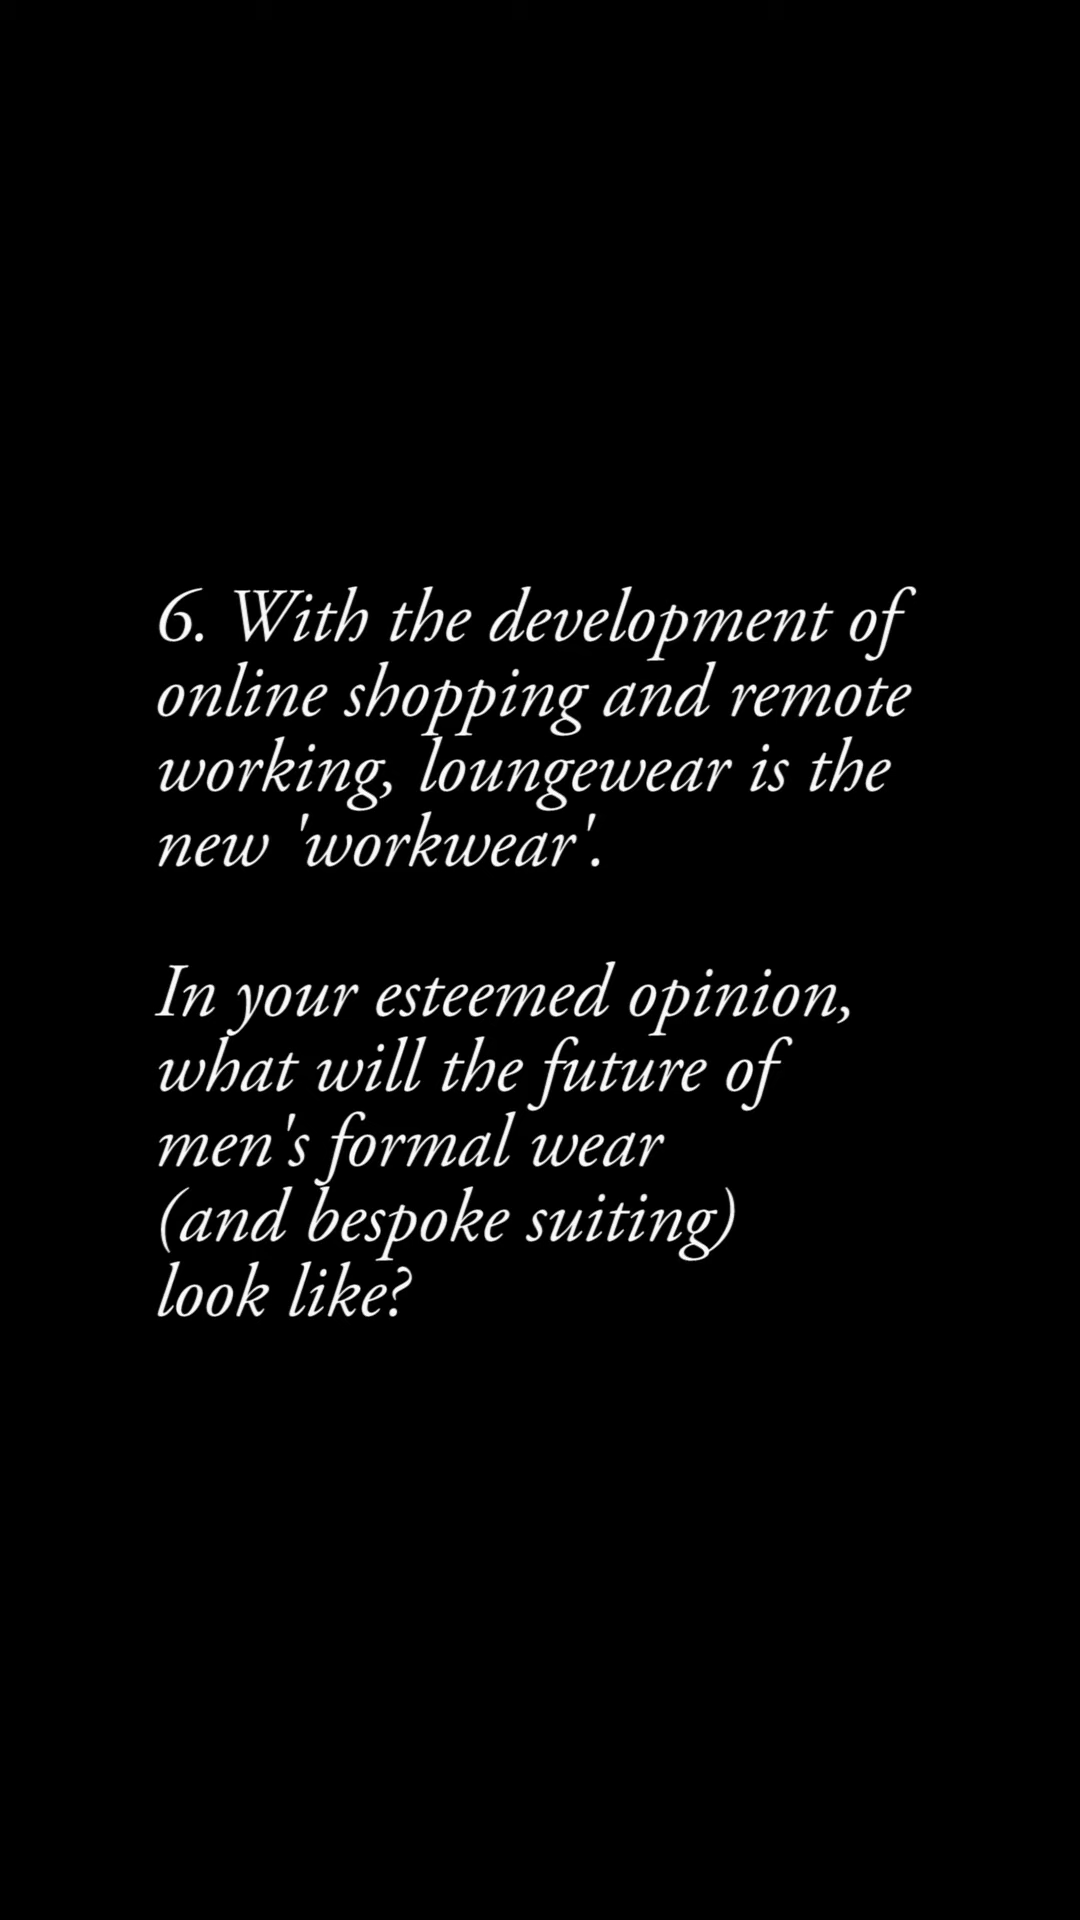 6. With the development of
online shopping and remote
working, loungewear is the
new 'workwear'.
In your esteemed opinion,
what will the future of
men's formal wear
(and bespoke suiting)
look like?